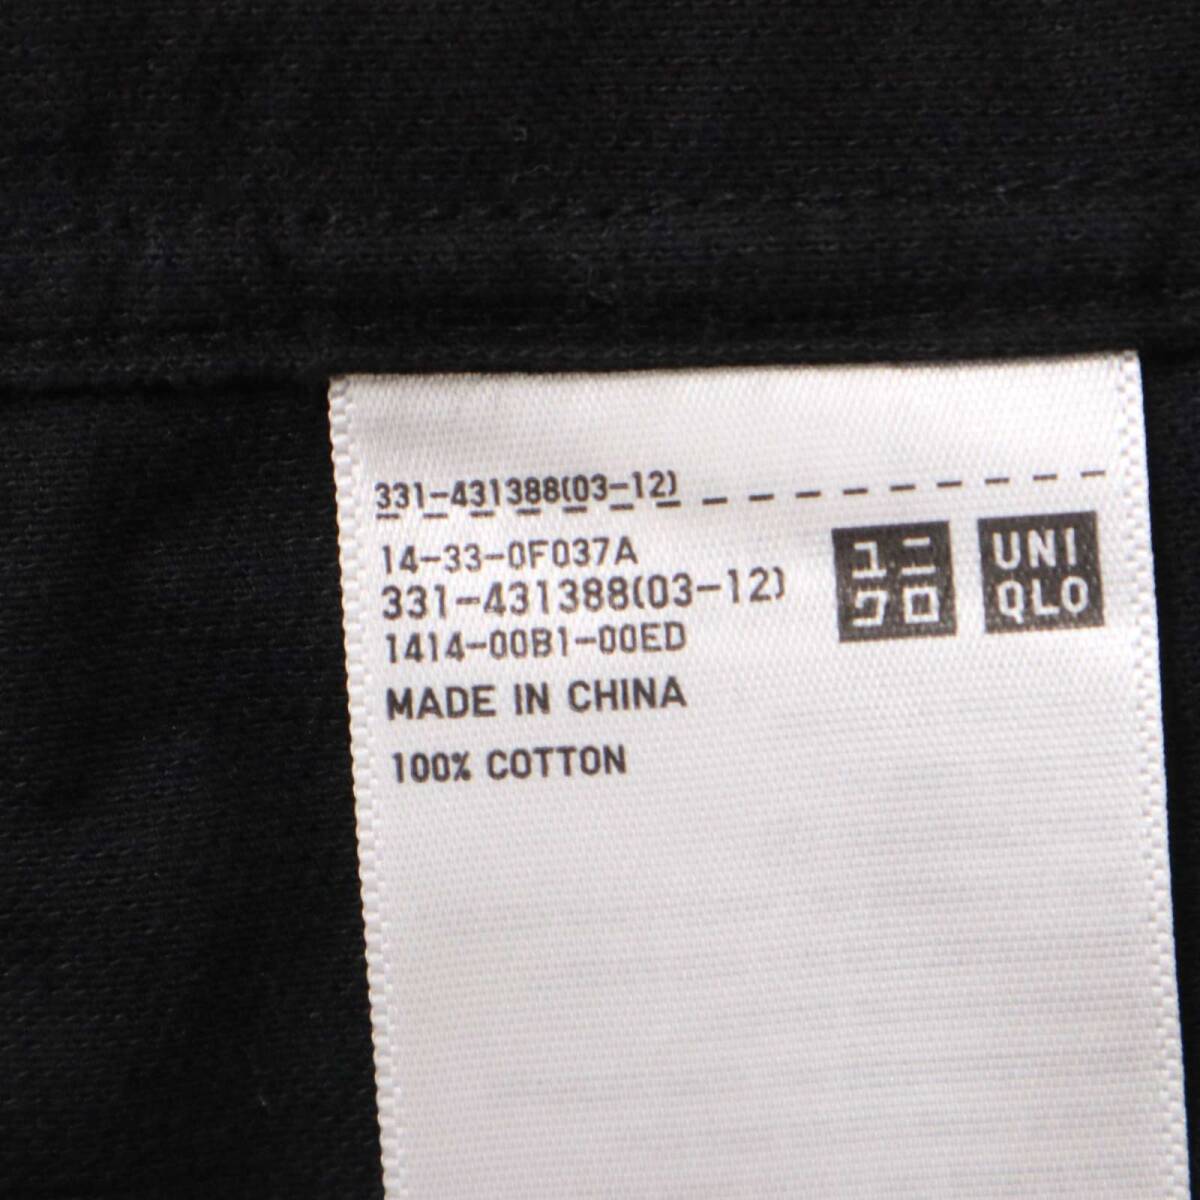 331-431388(03-12)
14-33-0F037A
331-431388(03-12)
1414-00B1-00ED
MADE IN CHINA
100% COTTON
ユニ
クロ
UNI
QLO